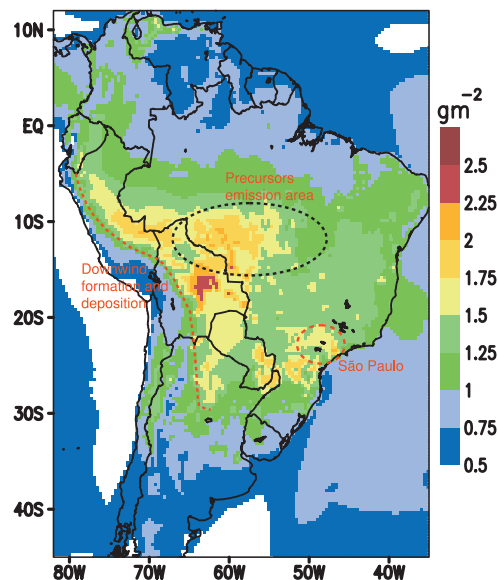 10N
EQ
10S
20S
30S
40S
80W
70W
60W
50W
40W
Precursors
emission area
Downwind
formation and
deposition
São Paulo
gm-2
2.5
2.25
2
1.75
1.5
1.25
1
0.75
0.5